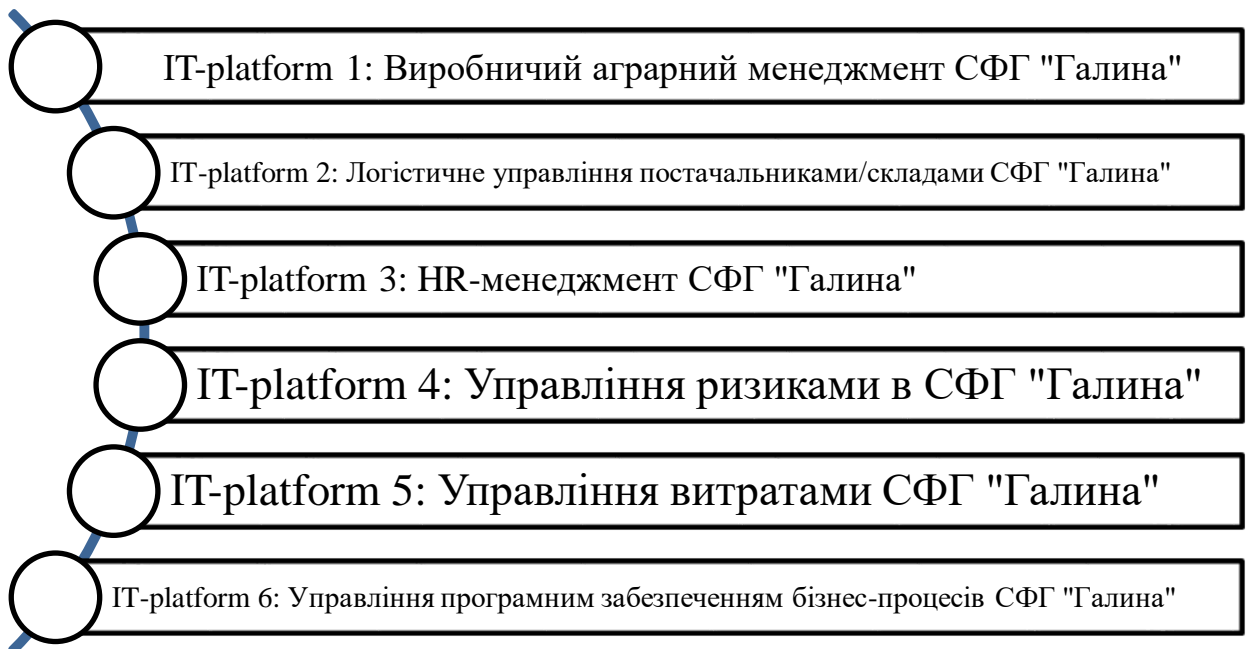 IT-platform 1: Виробничий аграрний менеджмент СФГ "Галина"
IT-platform 2: Логістичне управління постачальниками/складами СФГ "Галина"
IT-platform 3: HR-менеджмент СФГ "Галина"
IT-platform 4: Управління ризиками в СФГ "Галина"
IT-platform 5: Управління витратами СФГ "Галина"
IT-platform 6: Управління програмним забезпеченням бізнес-процесів СФГ "Галина"